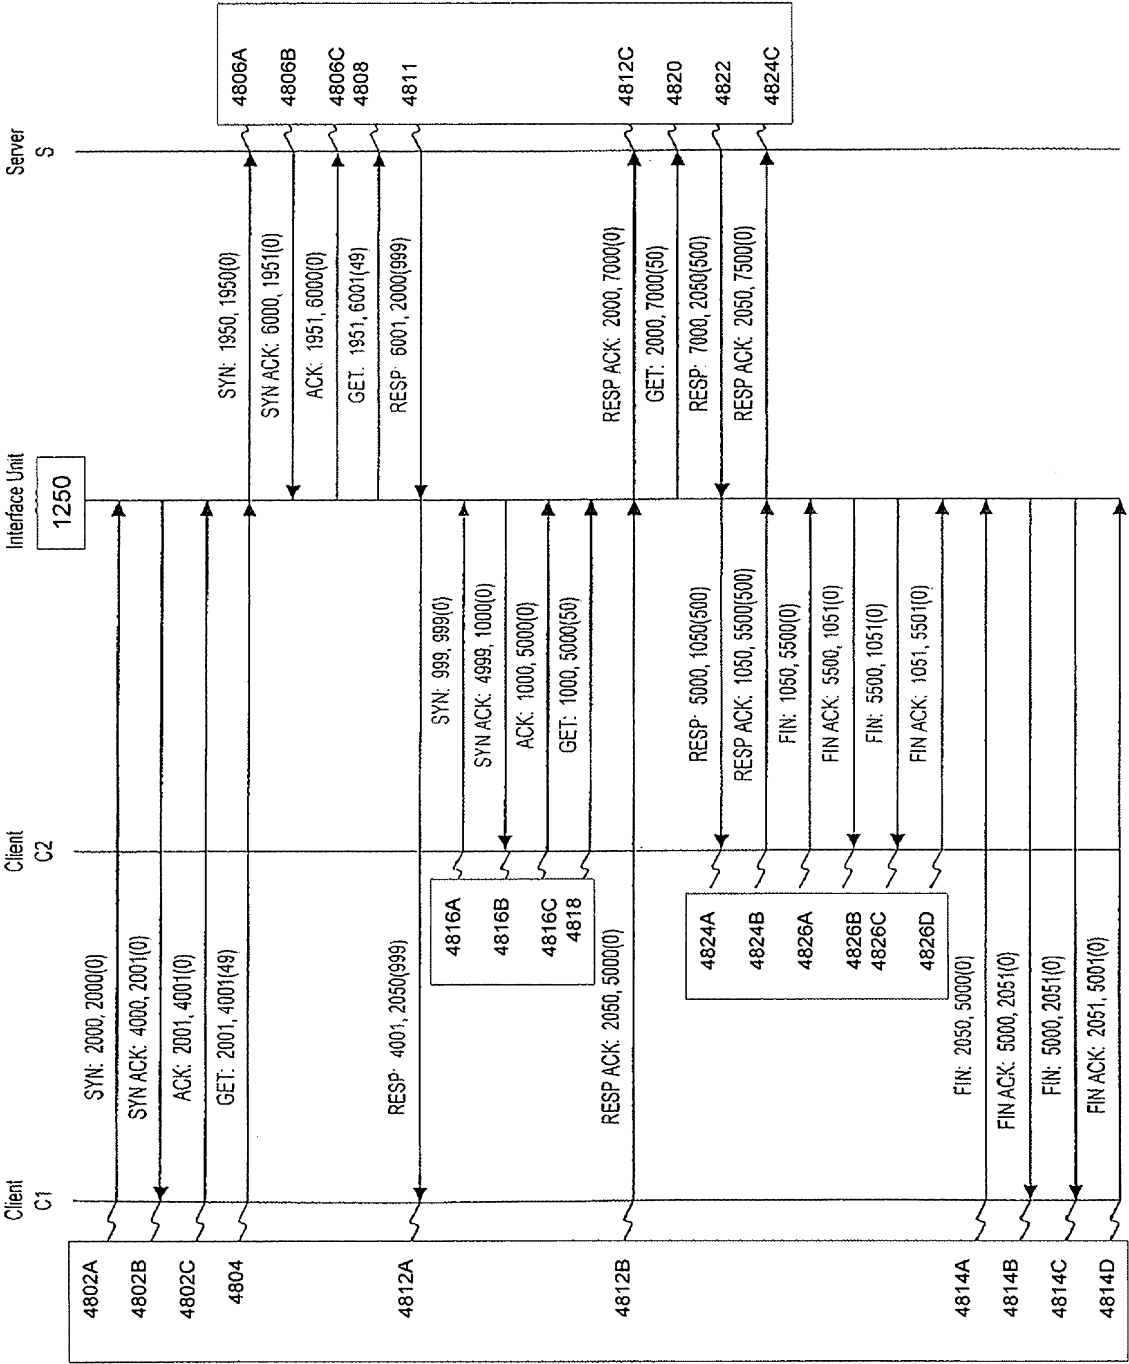 Client
C1
Client
C2
Interface Unit
1250
Server
S
4802A
SYN: 2000, 2000(0)
4802B
SYN ACK: 4000, 2001(0)
4802C
ACK: 2001, 4001(0)
4804
GET: 2001, 4001(49)
SYN: 1950, 1950(0)
4806A
SYN ACK: 6000, 1951(0)
4806B
ACK: 1951, 6000(0)
4806C
GET: 1951, 6001(49)
4808
RESP: 6001, 2000(999)
4811
4812A
RESP: 4001, 2050(999)
4816A
SYN: 999, 999(0)
4816B
SYN ACK: 4999, 1000(0)
4816C
ACK: 1000, 5000(0)
4818
GET: 1000, 5000(50)
4812B
RESP ACK: 2050, 5000(0)
RESP ACK: 2000, 7000(0)
4812C
GET: 2000, 7000(50)
4820
RESP: 7000, 2050(500)
4822
4824A
RESP: 5000, 1050(500)
4824B
RESP ACK: 1050, 5500(500)
RESP ACK: 2050, 7500(0)
4824C
4826A
FIN: 1050, 5500(0)
4826B
FIN ACK: 5500, 1051(0)
4826C
FIN: 5500, 1051(0)
4826D
FIN ACK: 1051, 5501(0)
4814A
FIN: 2050, 5000(0)
4814B
FIN ACK: 5000, 2051(0)
4814C
FIN: 5000, 2051(0)
4814D
FIN ACK: 2051, 5001(0)